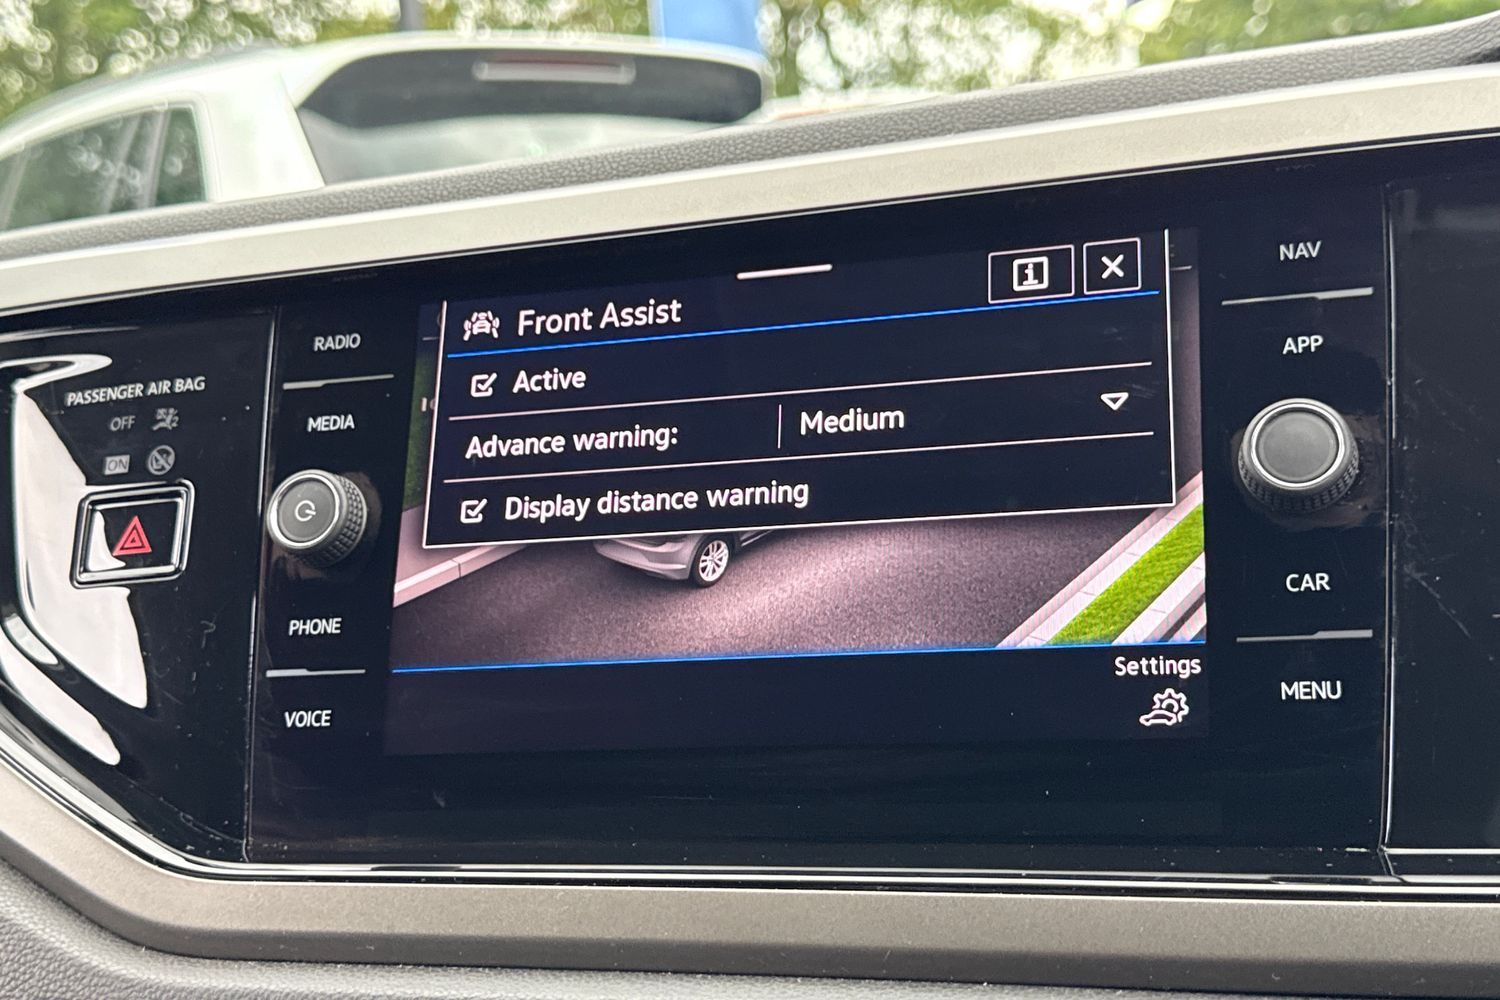 PASSENGER AIR BAG
OFF
ON
RADIO
MEDIA
PHONE
VOICE
Front Assist
Active
Advance warning: Medium
Display distance warning
Settings
NAV
APP
CAR
MENU